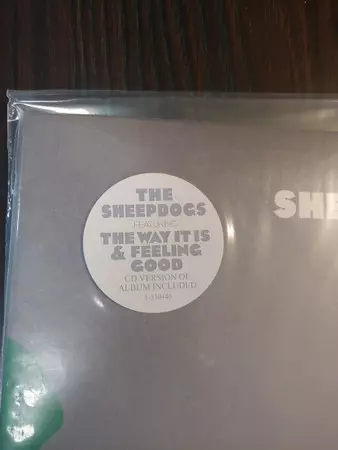 THE
SHEEPDOGS
FEATURING
THE WAY IT IS
& FEELING
GOOD
CD VERSION OF
ALBUM INCLUDED
SHE